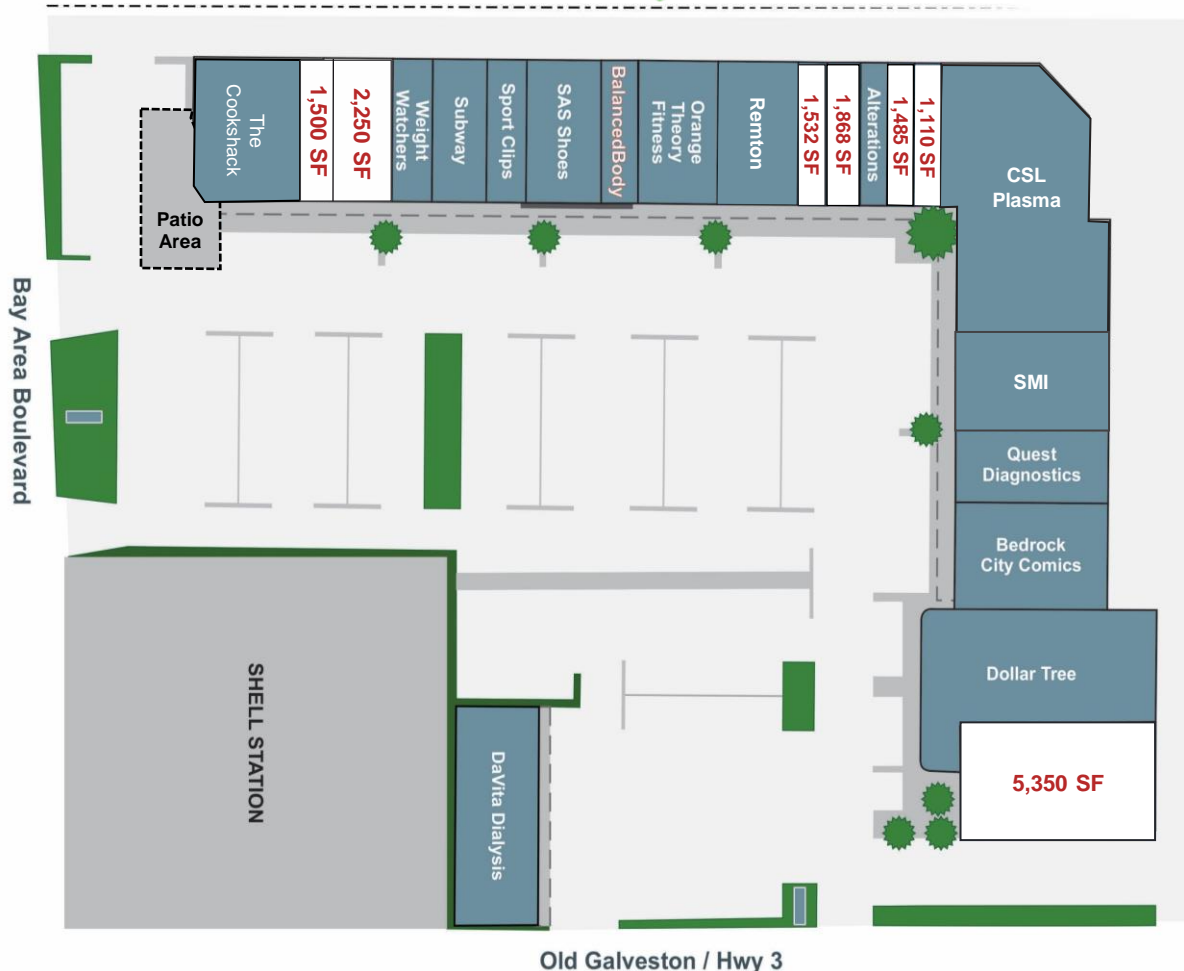 The
Cookshack
1,500 SF
2,250 SF
Weight
Watchers
Subway
Sport Clips
SAS Shoes
BalancedBody
Orange
Theory
Fitness
Remton
1,532 SF
1,868 SF
Alterations
1,485 SF
1,110 SF
CSL
Plasma
Patio
Area
Bay Area Boulevard
SMI
Quest
Diagnostics
Bedrock
City Comics
Dollar Tree
5,350 SF
SHELL STATION
DaVita Dialysis
Old Galveston / Hwy 3